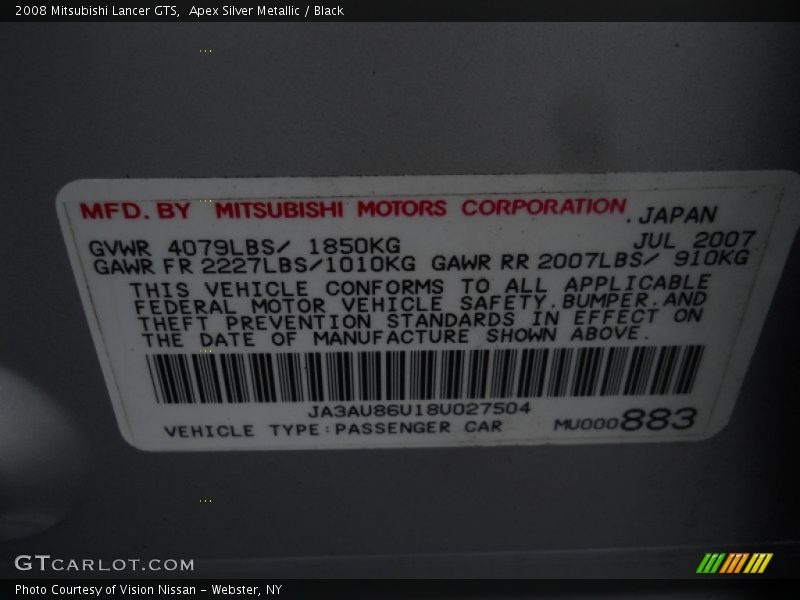 2008 Mitsubishi Lancer GTS,  Apex Silver Metallic / Black
MFD. BY MITSUBISHI MOTORS CORPORATION, JAPAN
GVWR 4079LBS/ 1850KG JUL 2007
GAWR FR 2227LBS/1010KG GAWR RR 2007LBS/ 910KG
THIS VEHICLE CONFORMS TO ALL APPLICABLE
FEDERAL MOTOR VEHICLE SAFETY, BUMPER, AND
THEFT PREVENTION STANDARDS IN EFFECT ON
THE DATE OF MANUFACTURE SHOWN ABOVE.
JA3AU86U18U027504
VEHICLE TYPE:PASSENGER CAR MU000883
GTCARLOT.COM
Photo Courtesy of Vision Nissan - Webster, NY